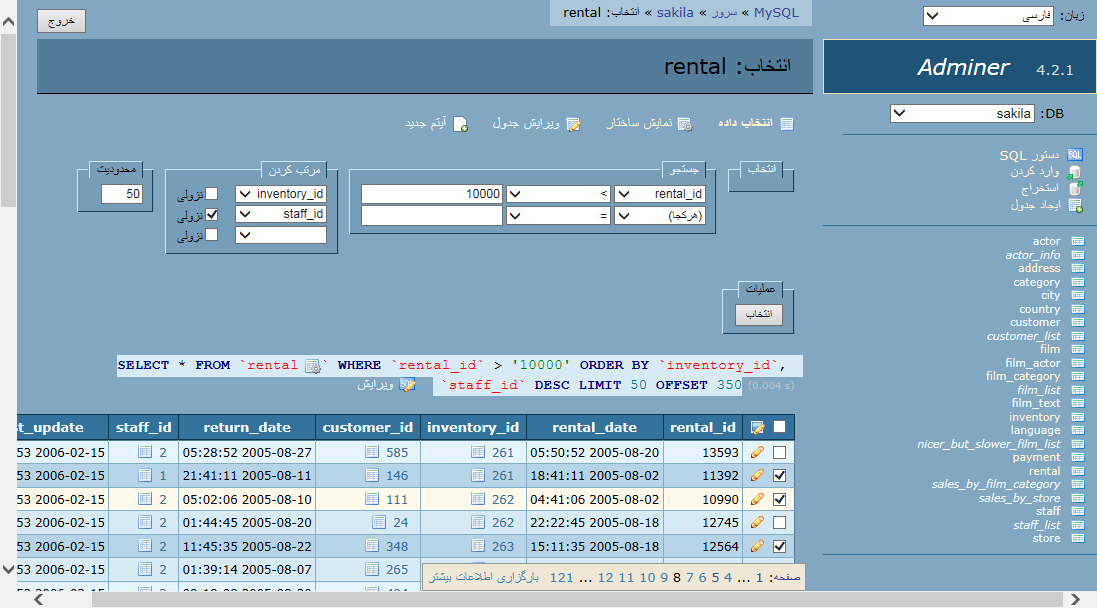 زبان: فارسی
MySQL » سرور » sakila » انتخاب: rental
خروج
Adminer 4.2.1
انتخاب: rental
DB: sakila
دستور SQL
وارد کردن
استخراج
ایجاد جدول
actor
actor_info
address
category
city
country
customer
customer_list
film
film_actor
film_category
film_list
film_text
inventory
language
nicer_but_slower_film_list
payment
rental
sales_by_film_category
sales_by_store
staff
staff_list
store
انتخاب داده نمایش ساختار ویرایش جدول آیتم جدید
انتخاب
جستجو
rental_id < 10000
(هرکجا) =
مرتب کردن
inventory_id نزولی
staff_id نزولی
نزولی
محدودیت
50
عملیات
انتخاب
SELECT * FROM `rental` WHERE `rental_id` > '10000' ORDER BY `inventory_id`,
`staff_id` DESC LIMIT 50 OFFSET 350 (0.004 s) ویرایش
rental_id rental_date inventory_id customer_id return_date staff_id st_update
13593 05:50:52 2005-08-20 261 585 05:28:52 2005-08-27 2 53 2006-02-15
11392 18:41:11 2005-08-02 261 146 21:41:11 2005-08-11 1 53 2006-02-15
10990 04:41:06 2005-08-02 262 111 05:02:06 2005-08-10 2 53 2006-02-15
12745 22:22:45 2005-08-18 262 24 01:44:45 2005-08-20 2 53 2006-02-15
12564 15:11:35 2005-08-18 263 348 11:45:35 2005-08-22 2 53 2006-02-15
265 01:39:14 2005-08-07 2 53 2006-02-15
صفحه: 1 ... 4 5 6 7 8 9 10 11 12 ... 121 بارگزاری اطلاعات بیشتر